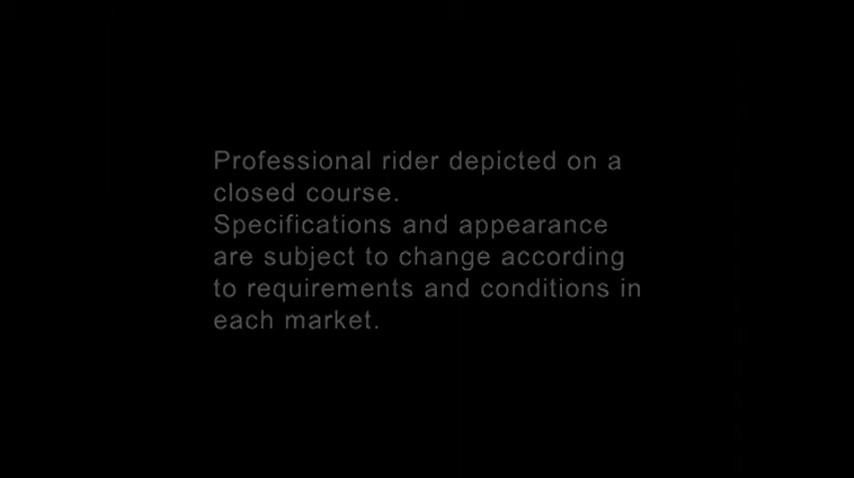 Professional rider depicted on a
closed course.
Specifications and appearance
are subject to change according
to requirements and conditions in
each market.